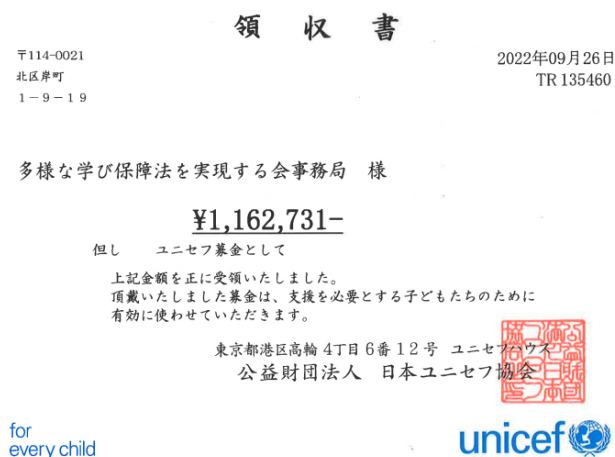 領 収 書
〒114-0021
北区岸町
1－9－19
2022年09月26日
TR 135460
多様な学び保障法を実現する会事務局 様
¥1,162,731−
但し ユニセフ募金として
上記金額を正に受領いたしました。
頂戴いたしました募金は、支援を必要とする子どもたちのために
有効に使わせていただきます。
東京都港区高輪 4丁目 6番 12号 ユニセフハウス
公益財団法人 日本ユニセフ協会
for
every child
unicef